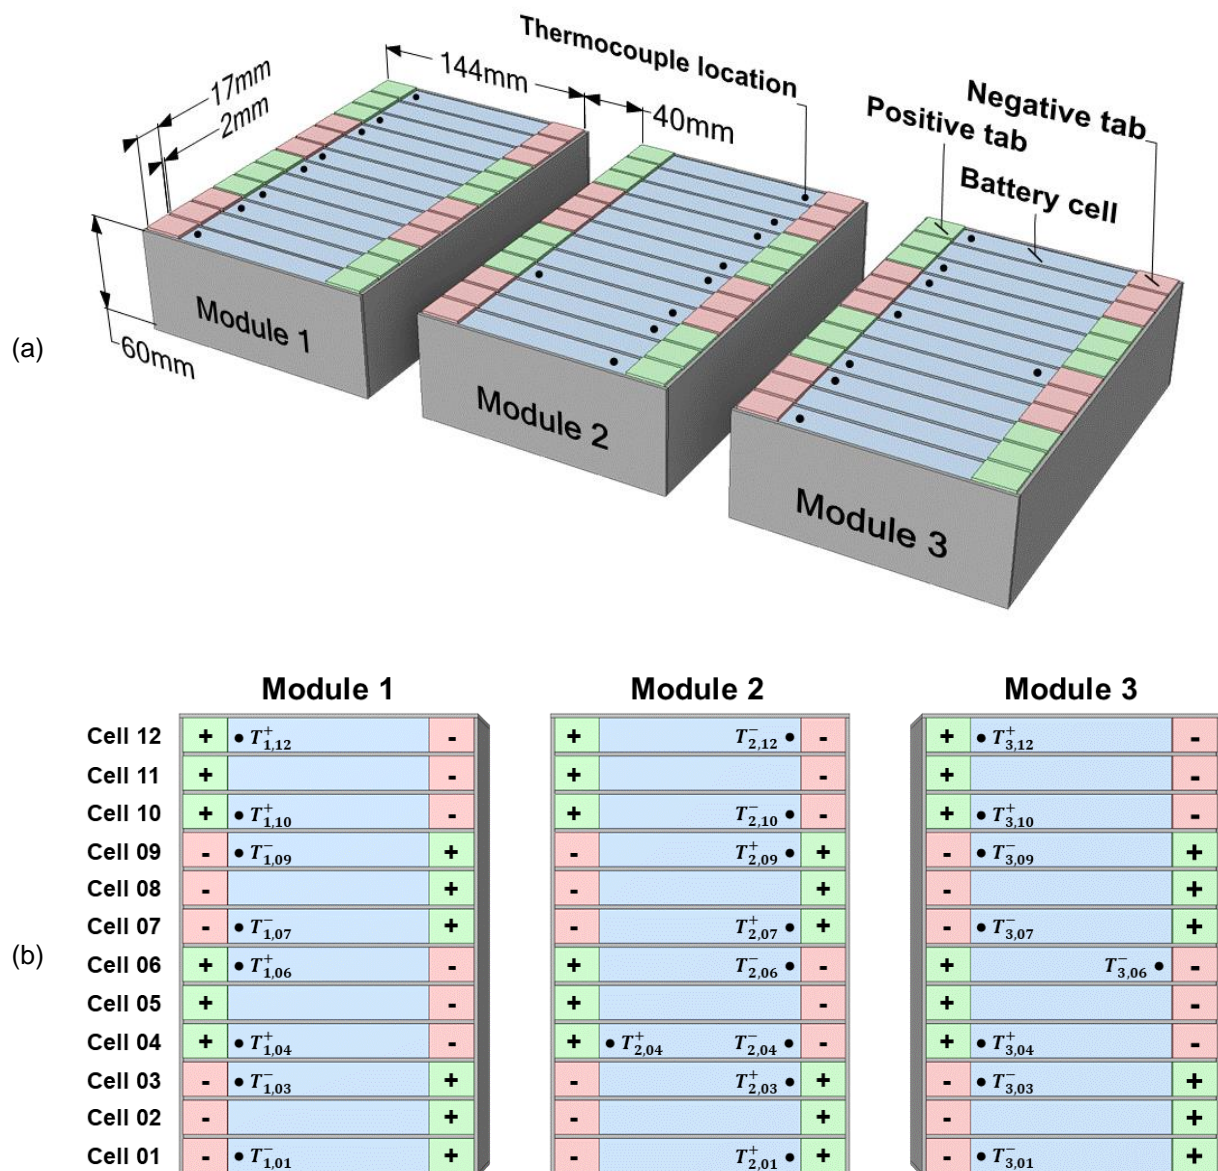 Thermocouple location
144mm
17mm
2mm
40mm
Negative tab
Positive tab
Battery cell
Module 1
Module 2
Module 3
60mm
(a)
Module 1 Module 2 Module 3
Cell 12 + T⁺₁,₁₂ - + T⁻₂,₁₂ - + T⁺₃,₁₂ -
Cell 11 + - + - + -
Cell 10 + T⁺₁,₁₀ - + T⁻₂,₁₀ - + T⁺₃,₁₀ -
Cell 09 - T⁻₁,₀₉ + - T⁺₂,₀₉ + - T⁻₃,₀₉ +
Cell 08 - + - + - +
Cell 07 - T⁻₁,₀₇ + - T⁺₂,₀₇ + - T⁻₃,₀₇ +
(b)
Cell 06 + T⁺₁,₀₆ - + T⁻₂,₀₆ - + T⁻₃,₀₆ -
Cell 05 + - + - + -
Cell 04 + T⁺₁,₀₄ - + T⁺₂,₀₄ T⁻₂,₀₄ - + T⁺₃,₀₄ -
Cell 03 - T⁻₁,₀₃ + - T⁺₂,₀₃ + - T⁻₃,₀₃ +
Cell 02 - + - + - +
Cell 01 - T⁻₁,₀₁ + - T⁺₂,₀₁ + - T⁻₃,₀₁ +